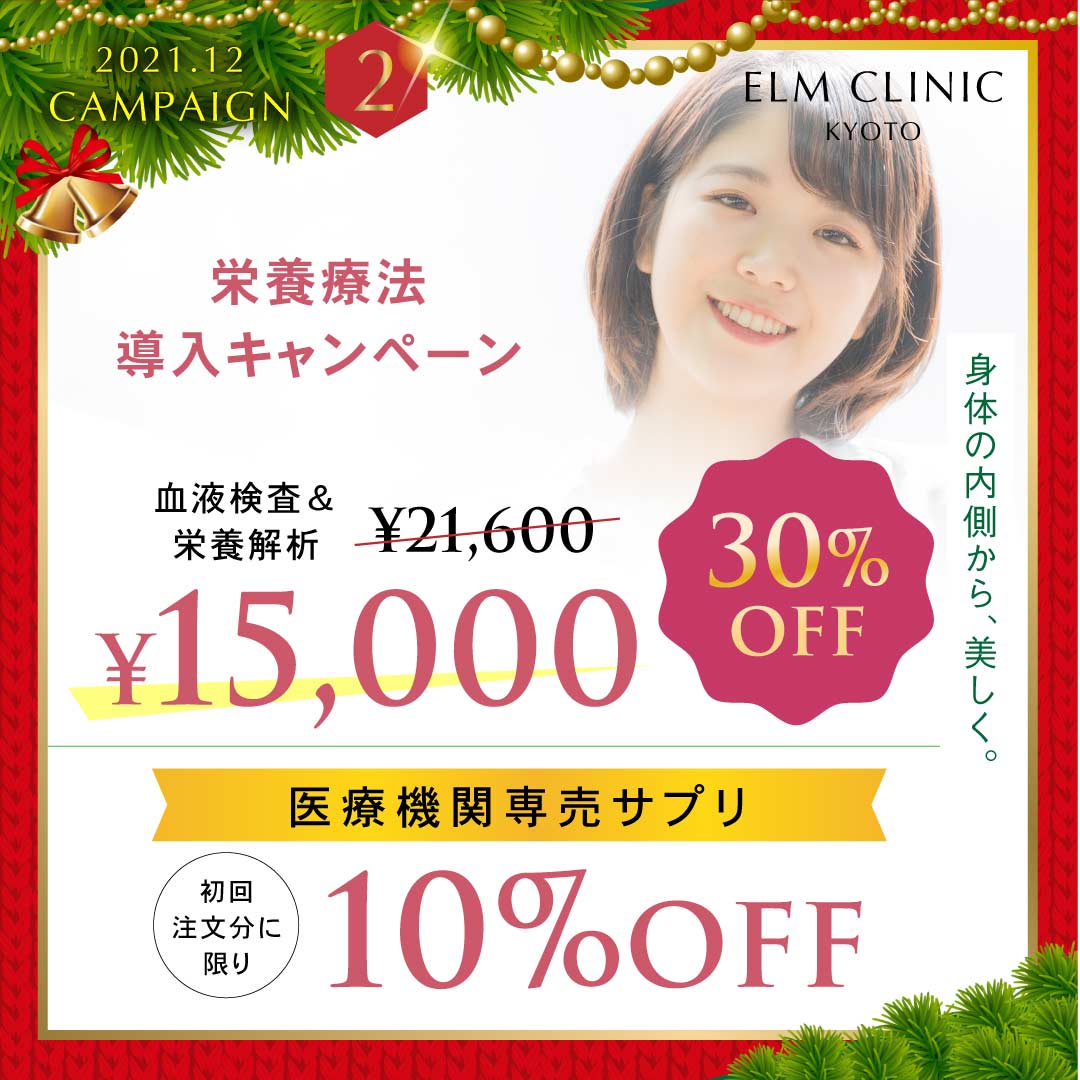 2021.12
CAMPAIGN
2
ELM CLINIC
KYOTO
栄養療法
導入キャンペーン
身体の内側から、美しく。
血液検査&
栄養解析
¥21,600
¥15,000
30%
OFF
医療機関専売サプリ
初回
注文分に
限り
10%OFF